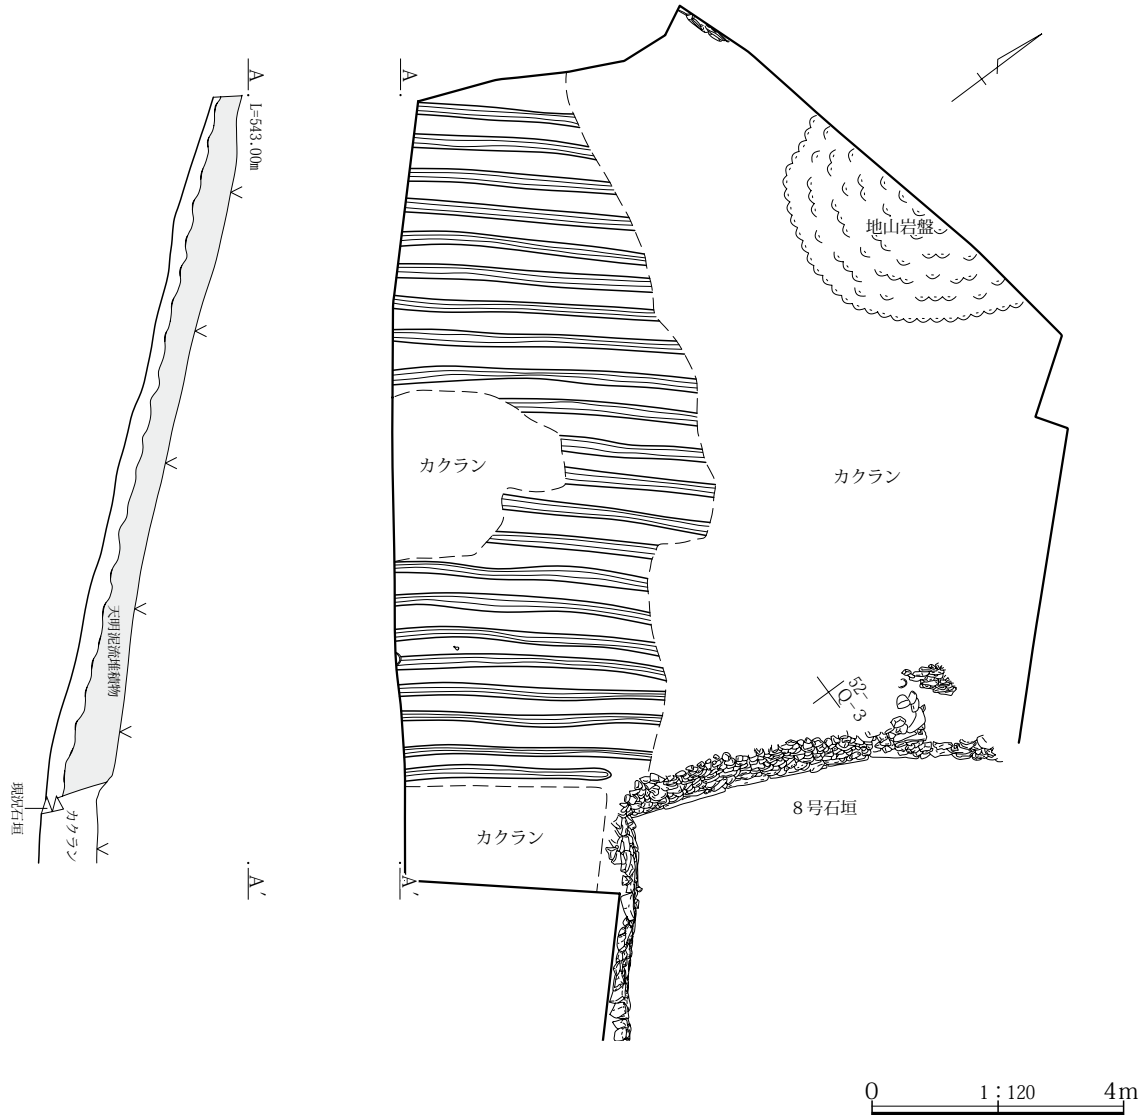 A
L=543.00m
天明泥流堆積物
現況石垣
カクラン
A'
A
A'
地山岩盤
カクラン
カクラン
カクラン
52-
Q-3
8号石垣
0 1:120 4m